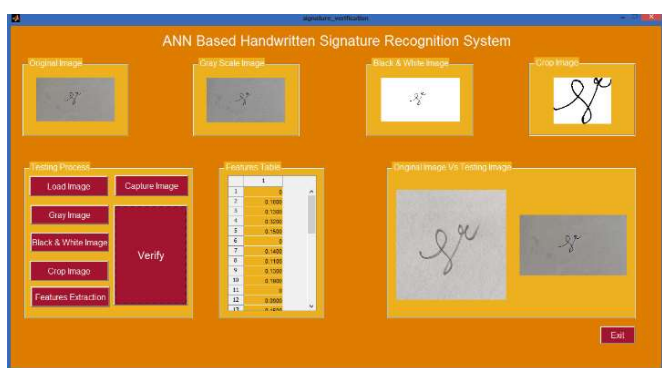 signature_verification
ANN Based Handwritten Signature Recognition System
Original Image
Gray Scale Image
Black & White Image
Crop Image
Testing Process
Load Image
Capture Image
Gray Image
Black & White Image
Verify
Crop Image
Features Extraction
Features Table
1
1 0
2 0.1000
3 0.1300
4 0.3200
5 0.1500
6 0
7 0.1400
8 0.1100
9 0.1300
10 0.1900
11 0
12
13
Original Image Vs Testing Image
Exit